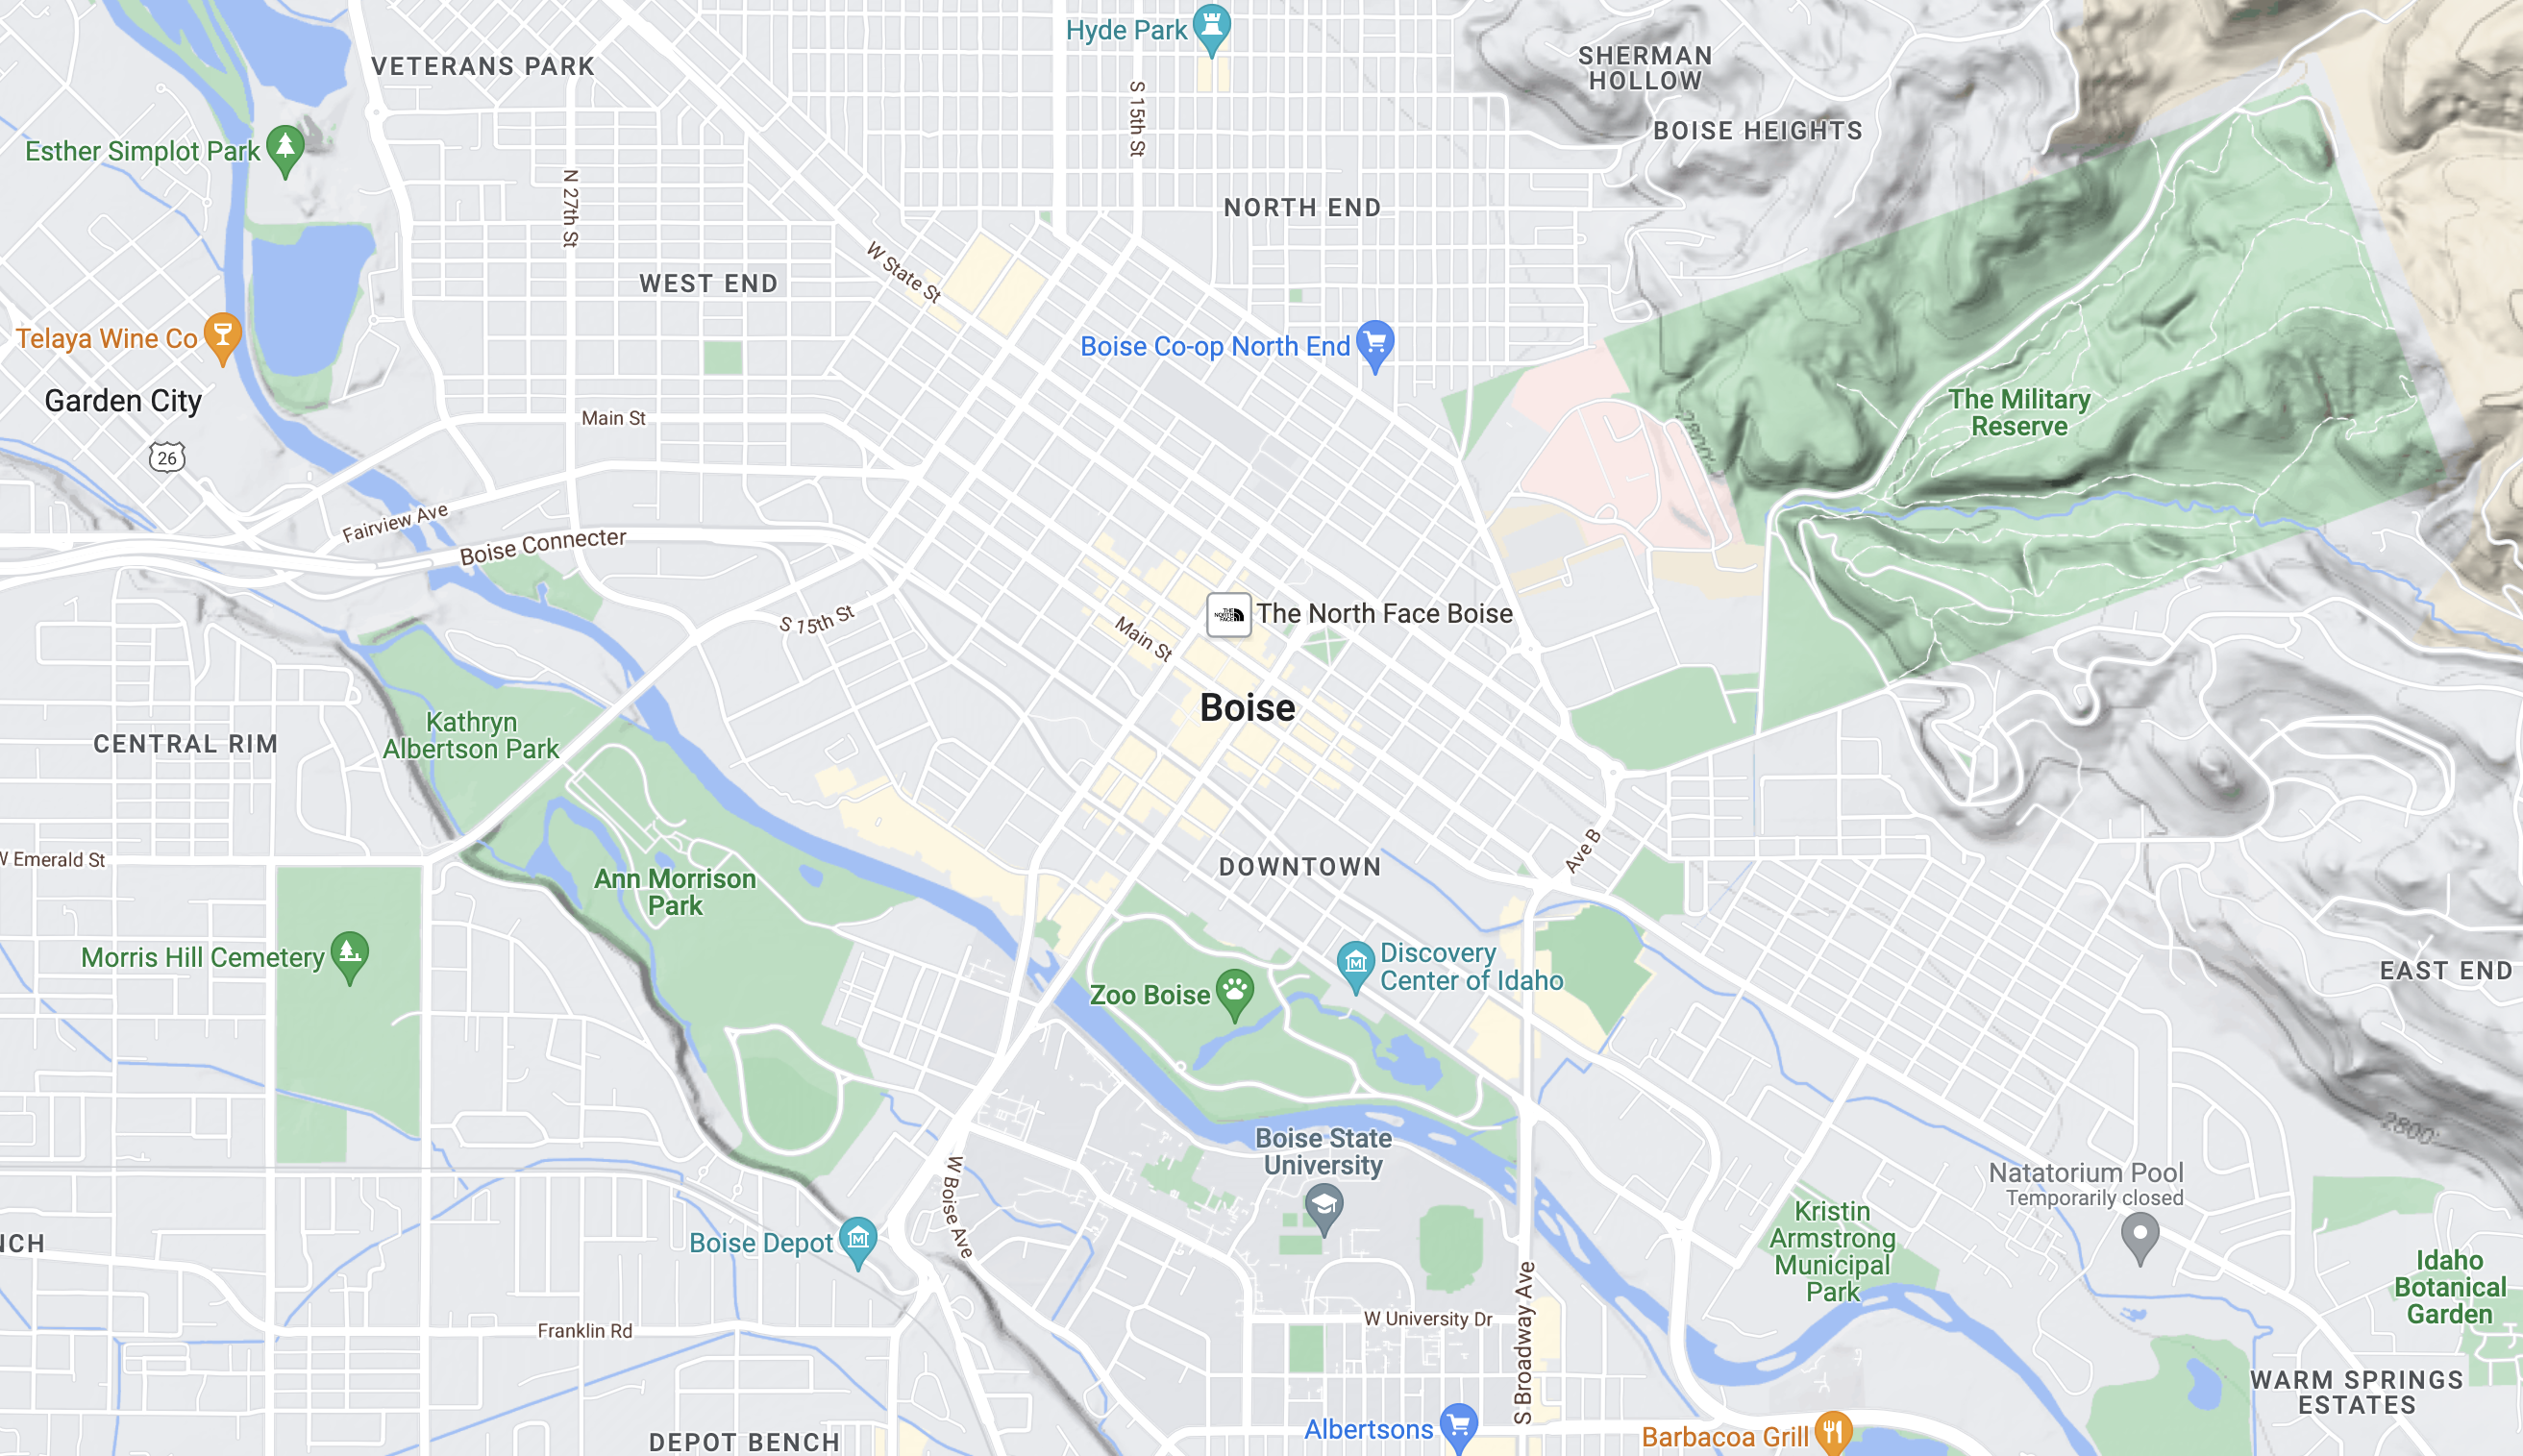 Hyde Park
SHERMAN
HOLLOW
VETERANS PARK
S 15th St
BOISE HEIGHTS
Esther Simplot Park
N 27th St
NORTH END
W State St
WEST END
Telaya Wine Co
Boise Co-op North End
Garden City
The Military
Reserve
Main St
2800
26
Fairview Ave
Boise Connecter
THE
NORTH
FACE
The North Face Boise
S 15th St
Main St
Boise
Kathryn
Albertson Park
CENTRAL RIM
W Emerald St
Ave B
DOWNTOWN
Ann Morrison
Park
Morris Hill Cemetery
Discovery
Center of Idaho
EAST END
Zoo Boise
2800
Boise State
University
Natatorium Pool
Temporarily closed
W Boise Ave
Kristin
Armstrong
Municipal
Park
NCH
Boise Depot
Idaho
Botanical
Garden
S Broadway Ave
W University Dr
Franklin Rd
WARM SPRINGS
ESTATES
Albertsons
Barbacoa Grill
DEPOT BENCH